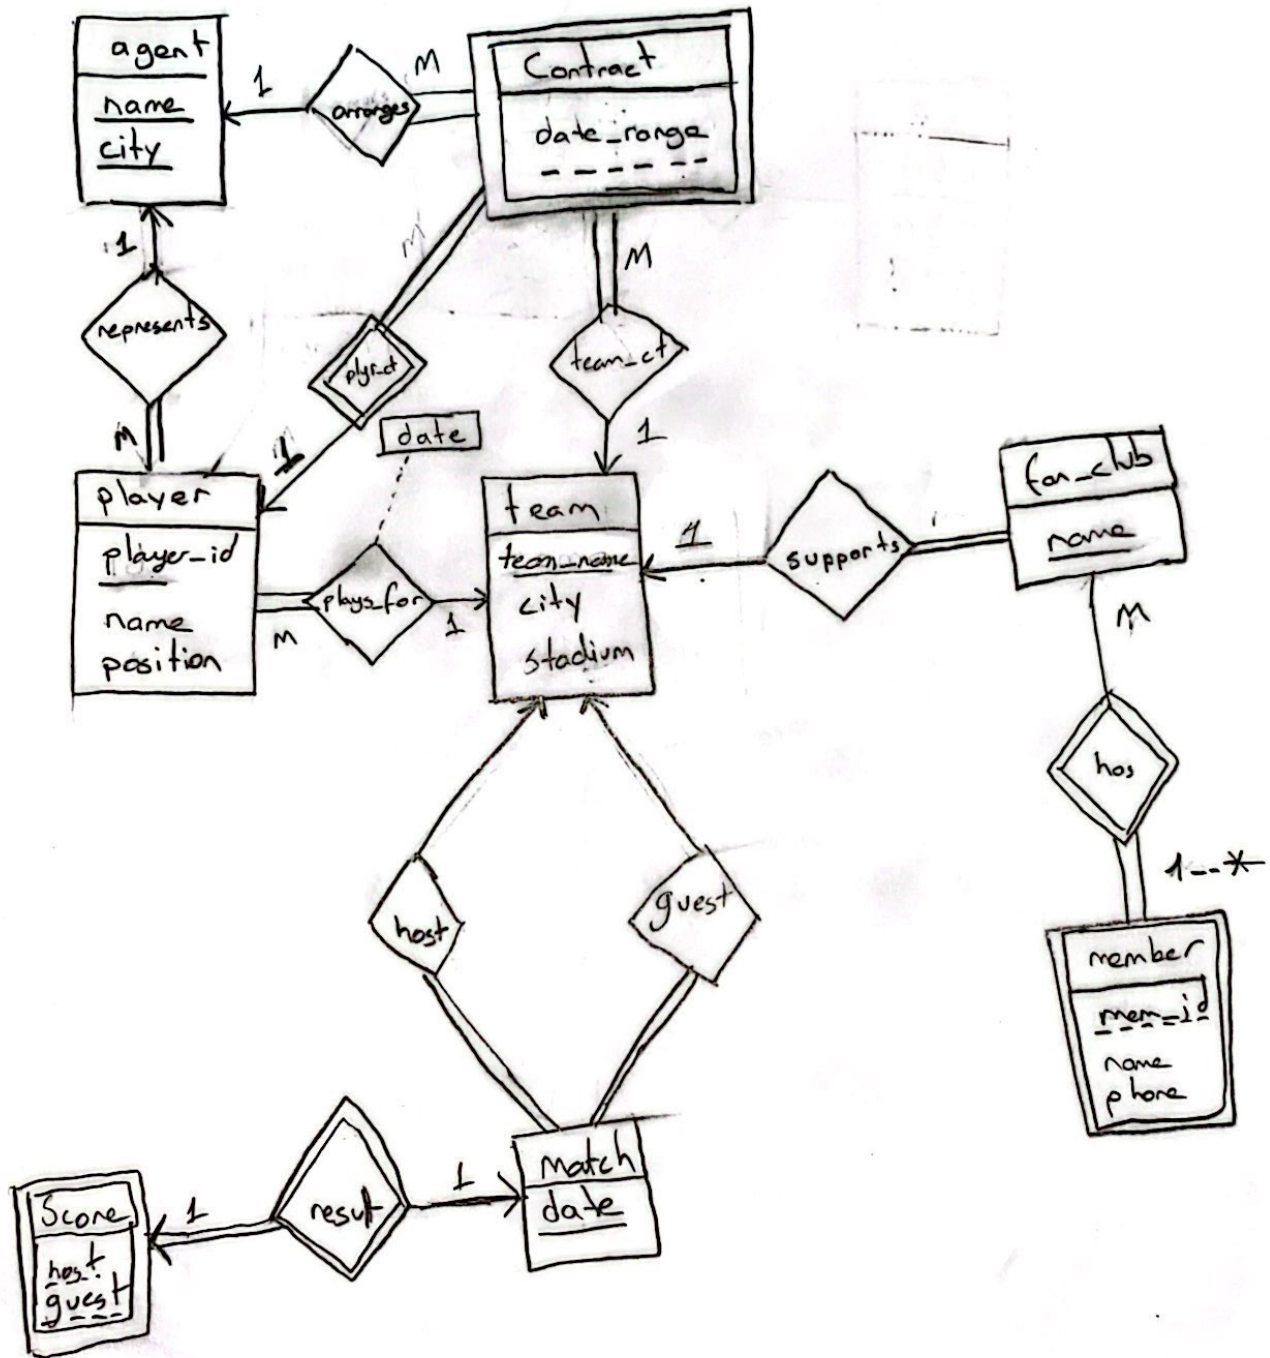 agent
name
city
1
arranges
M
Contract
date_range
1
represents
M
M
plyr_ct
1
M
team_ct
1
date
player
player_id
name
position
M
plays_for
1
team
team_name
city
stadium
1
supports
fan_club
name
M
has
1--*
member
mem_id
name
phone
host
guest
Match
date
1
result
1
Score
host
guest